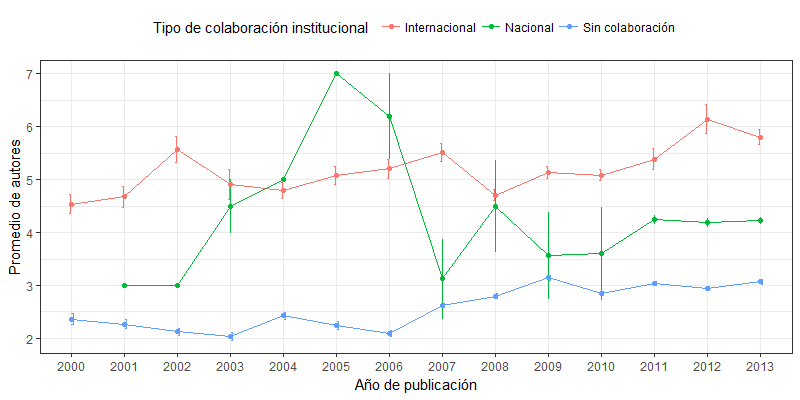 Tipo de colaboración institucional Internacional Nacional Sin colaboración
7
6
5
4
3
2
Promedio de autores
2000 2001 2002 2003 2004 2005 2006 2007 2008 2009 2010 2011 2012 2013
Año de publicación